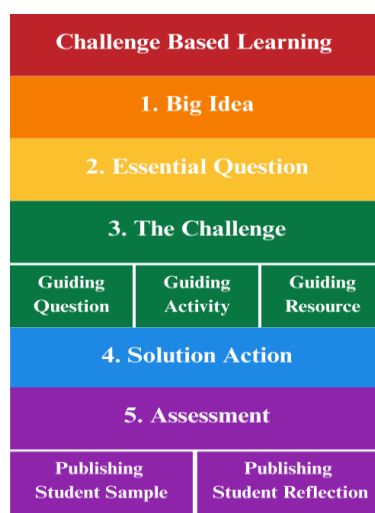 Challenge Based Learning
1. Big Idea
2. Essential Question
3. The Challenge
Guiding
Question
Guiding
Activity
Guiding
Resource
4. Solution Action
5. Assessment
Publishing
Student Sample
Publishing
Student Reflection